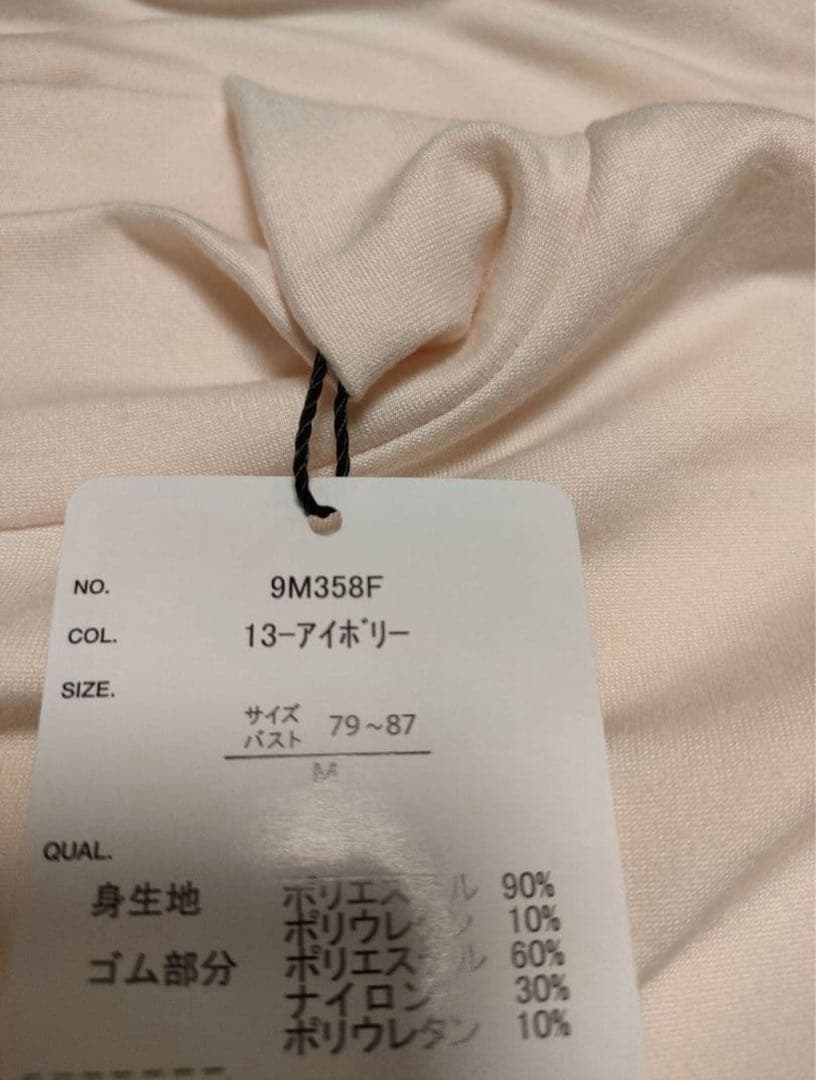 NO. 9M358F
COL. 13-アイボリー
SIZE.
サイズ
バスト 79~87
M
QUAL.
身生地 ポリエステル 90%
ポリウレタン 10%
ゴム部分 ポリエステル 60%
ナイロン 30%
ポリウレタン 10%